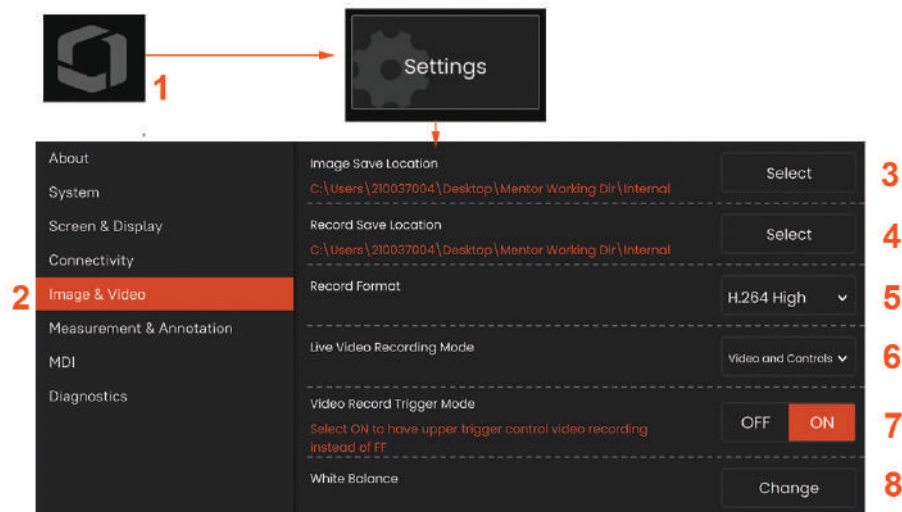 1
Settings
About
System
Screen & Display
Connectivity
2 Image & Video
Measurement & Annotation
MDI
Diagnostics
Image Save Location
C:\Users\210037004\Desktop\Mentor Working Dir\Internal
Select 3
Record Save Location
C:\Users\210037004\Desktop\Mentor Working Dir\Internal
Select 4
Record Format
H.264 High 5
Live Video Recording Mode
Video and Controls 6
Video Record Trigger Mode
Select ON to have upper trigger control video recording
instead of FF
OFF ON 7
White Balance
Change 8